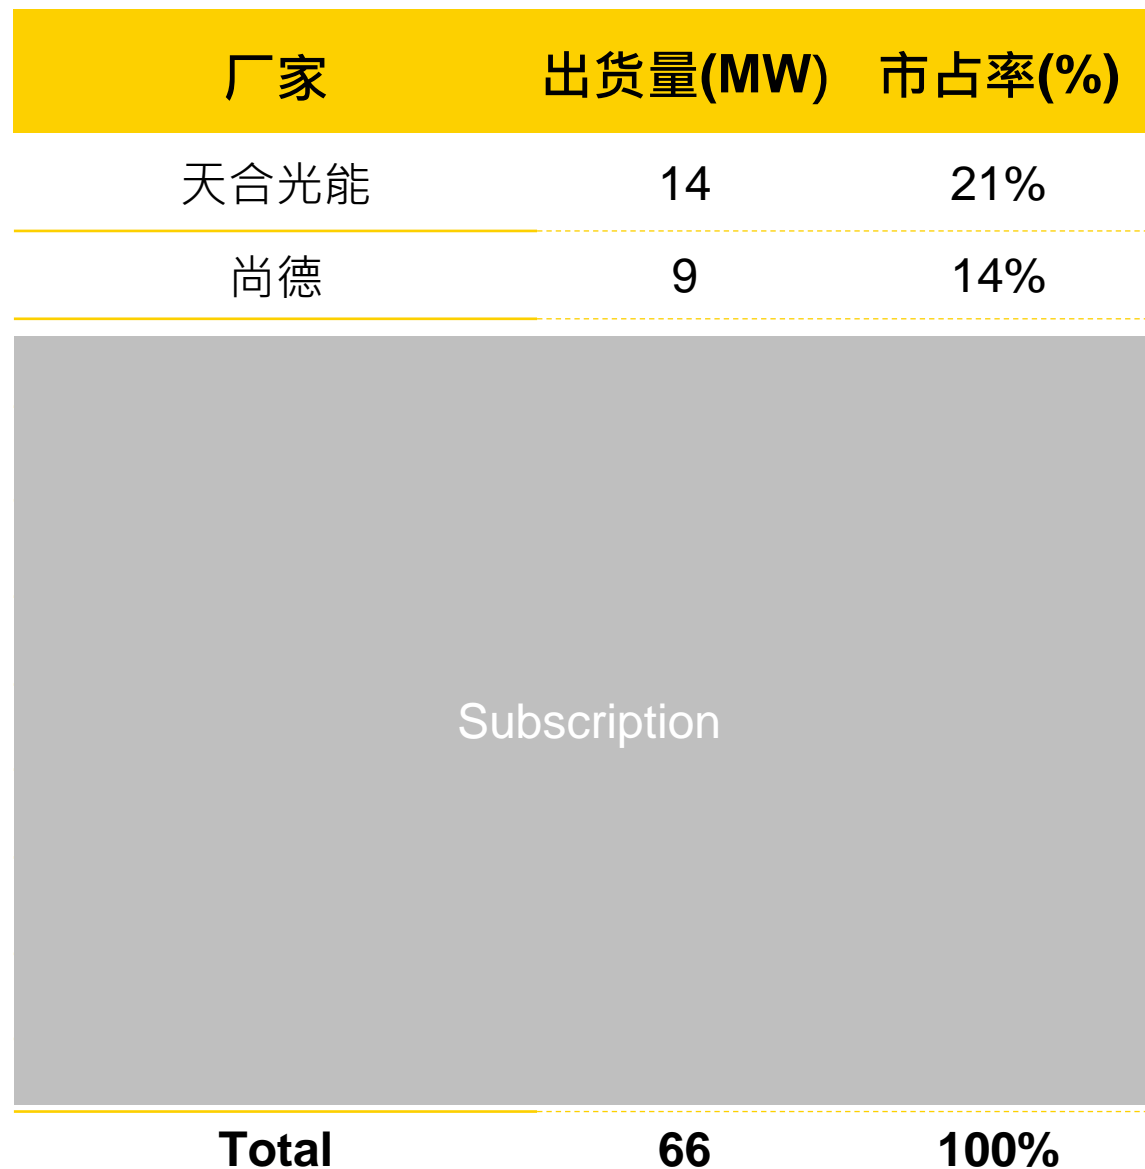 厂家 出货量(MW) 市占率(%)
天合光能 14 21%
尚德 9 14%
Subscription
Total 66 100%